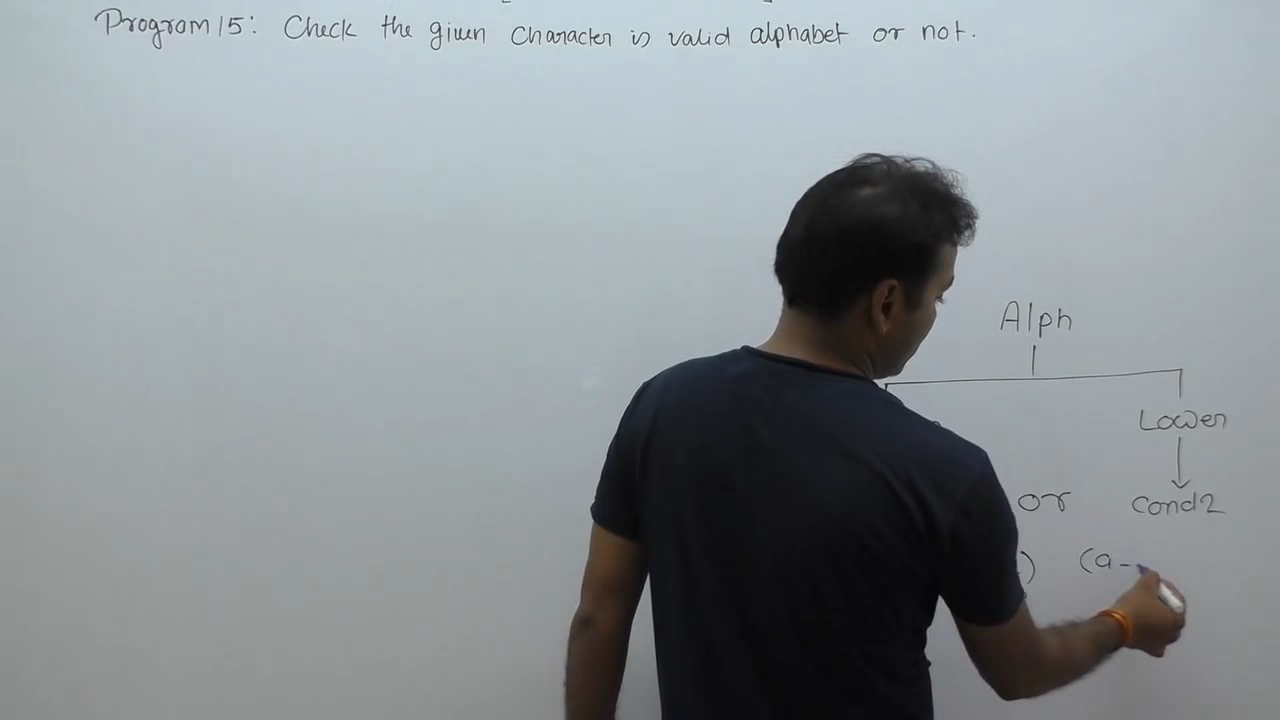 Program 15: Check the given character is valid alphabet or not.
Alph
Lower
or Cond2
) (a-